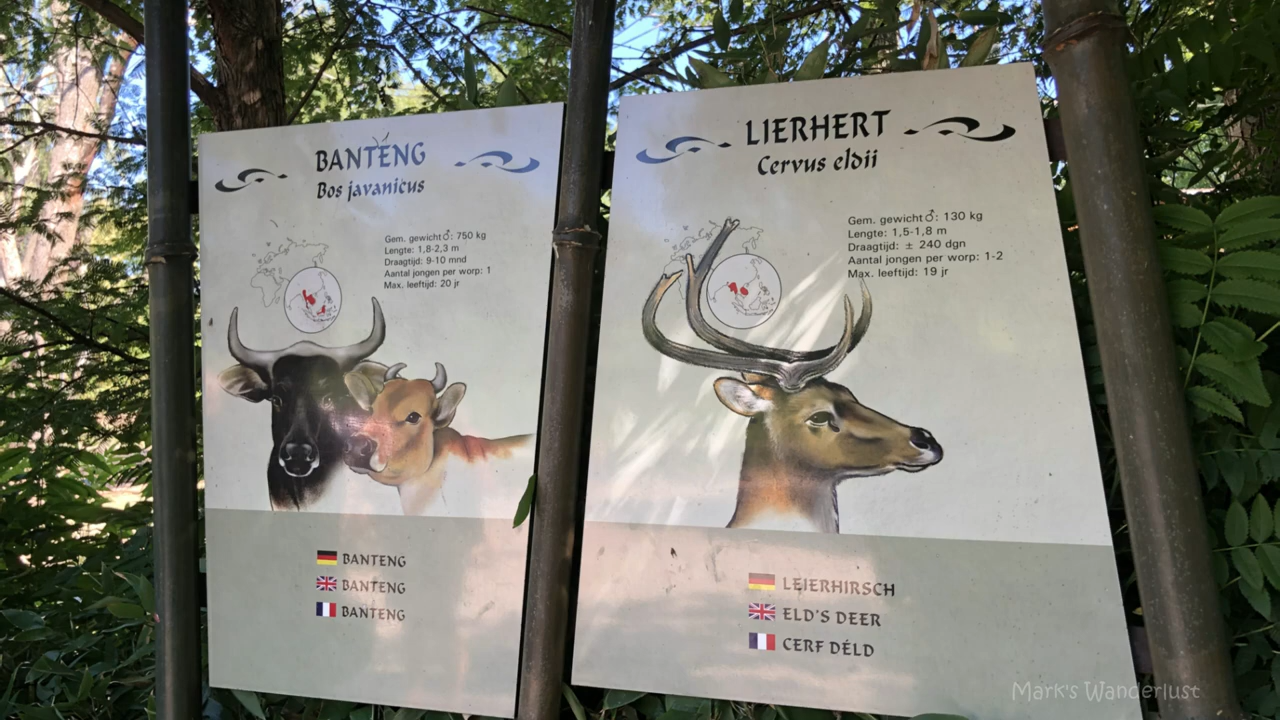 BANTENG
Bos javanicus
Gem. gewicht♂: 750 kg
Lengte: 1,8-2,3 m
Draagtijd: 9-10 mnd
Aantal jongen per worp: 1
Max. leeftijd: 20 jr
BANTENG
BANTENG
BANTENG
LIERHERT
Cervus eldii
Gem. gewicht♂: 130 kg
Lengte: 1,5-1,8 m
Draagtijd: ± 240 dgn
Aantal jongen per worp: 1-2
Max. leeftijd: 19 jr
LEIERHIRSCH
ELD'S DEER
CERF DÉLD
Mark's Wanderlust